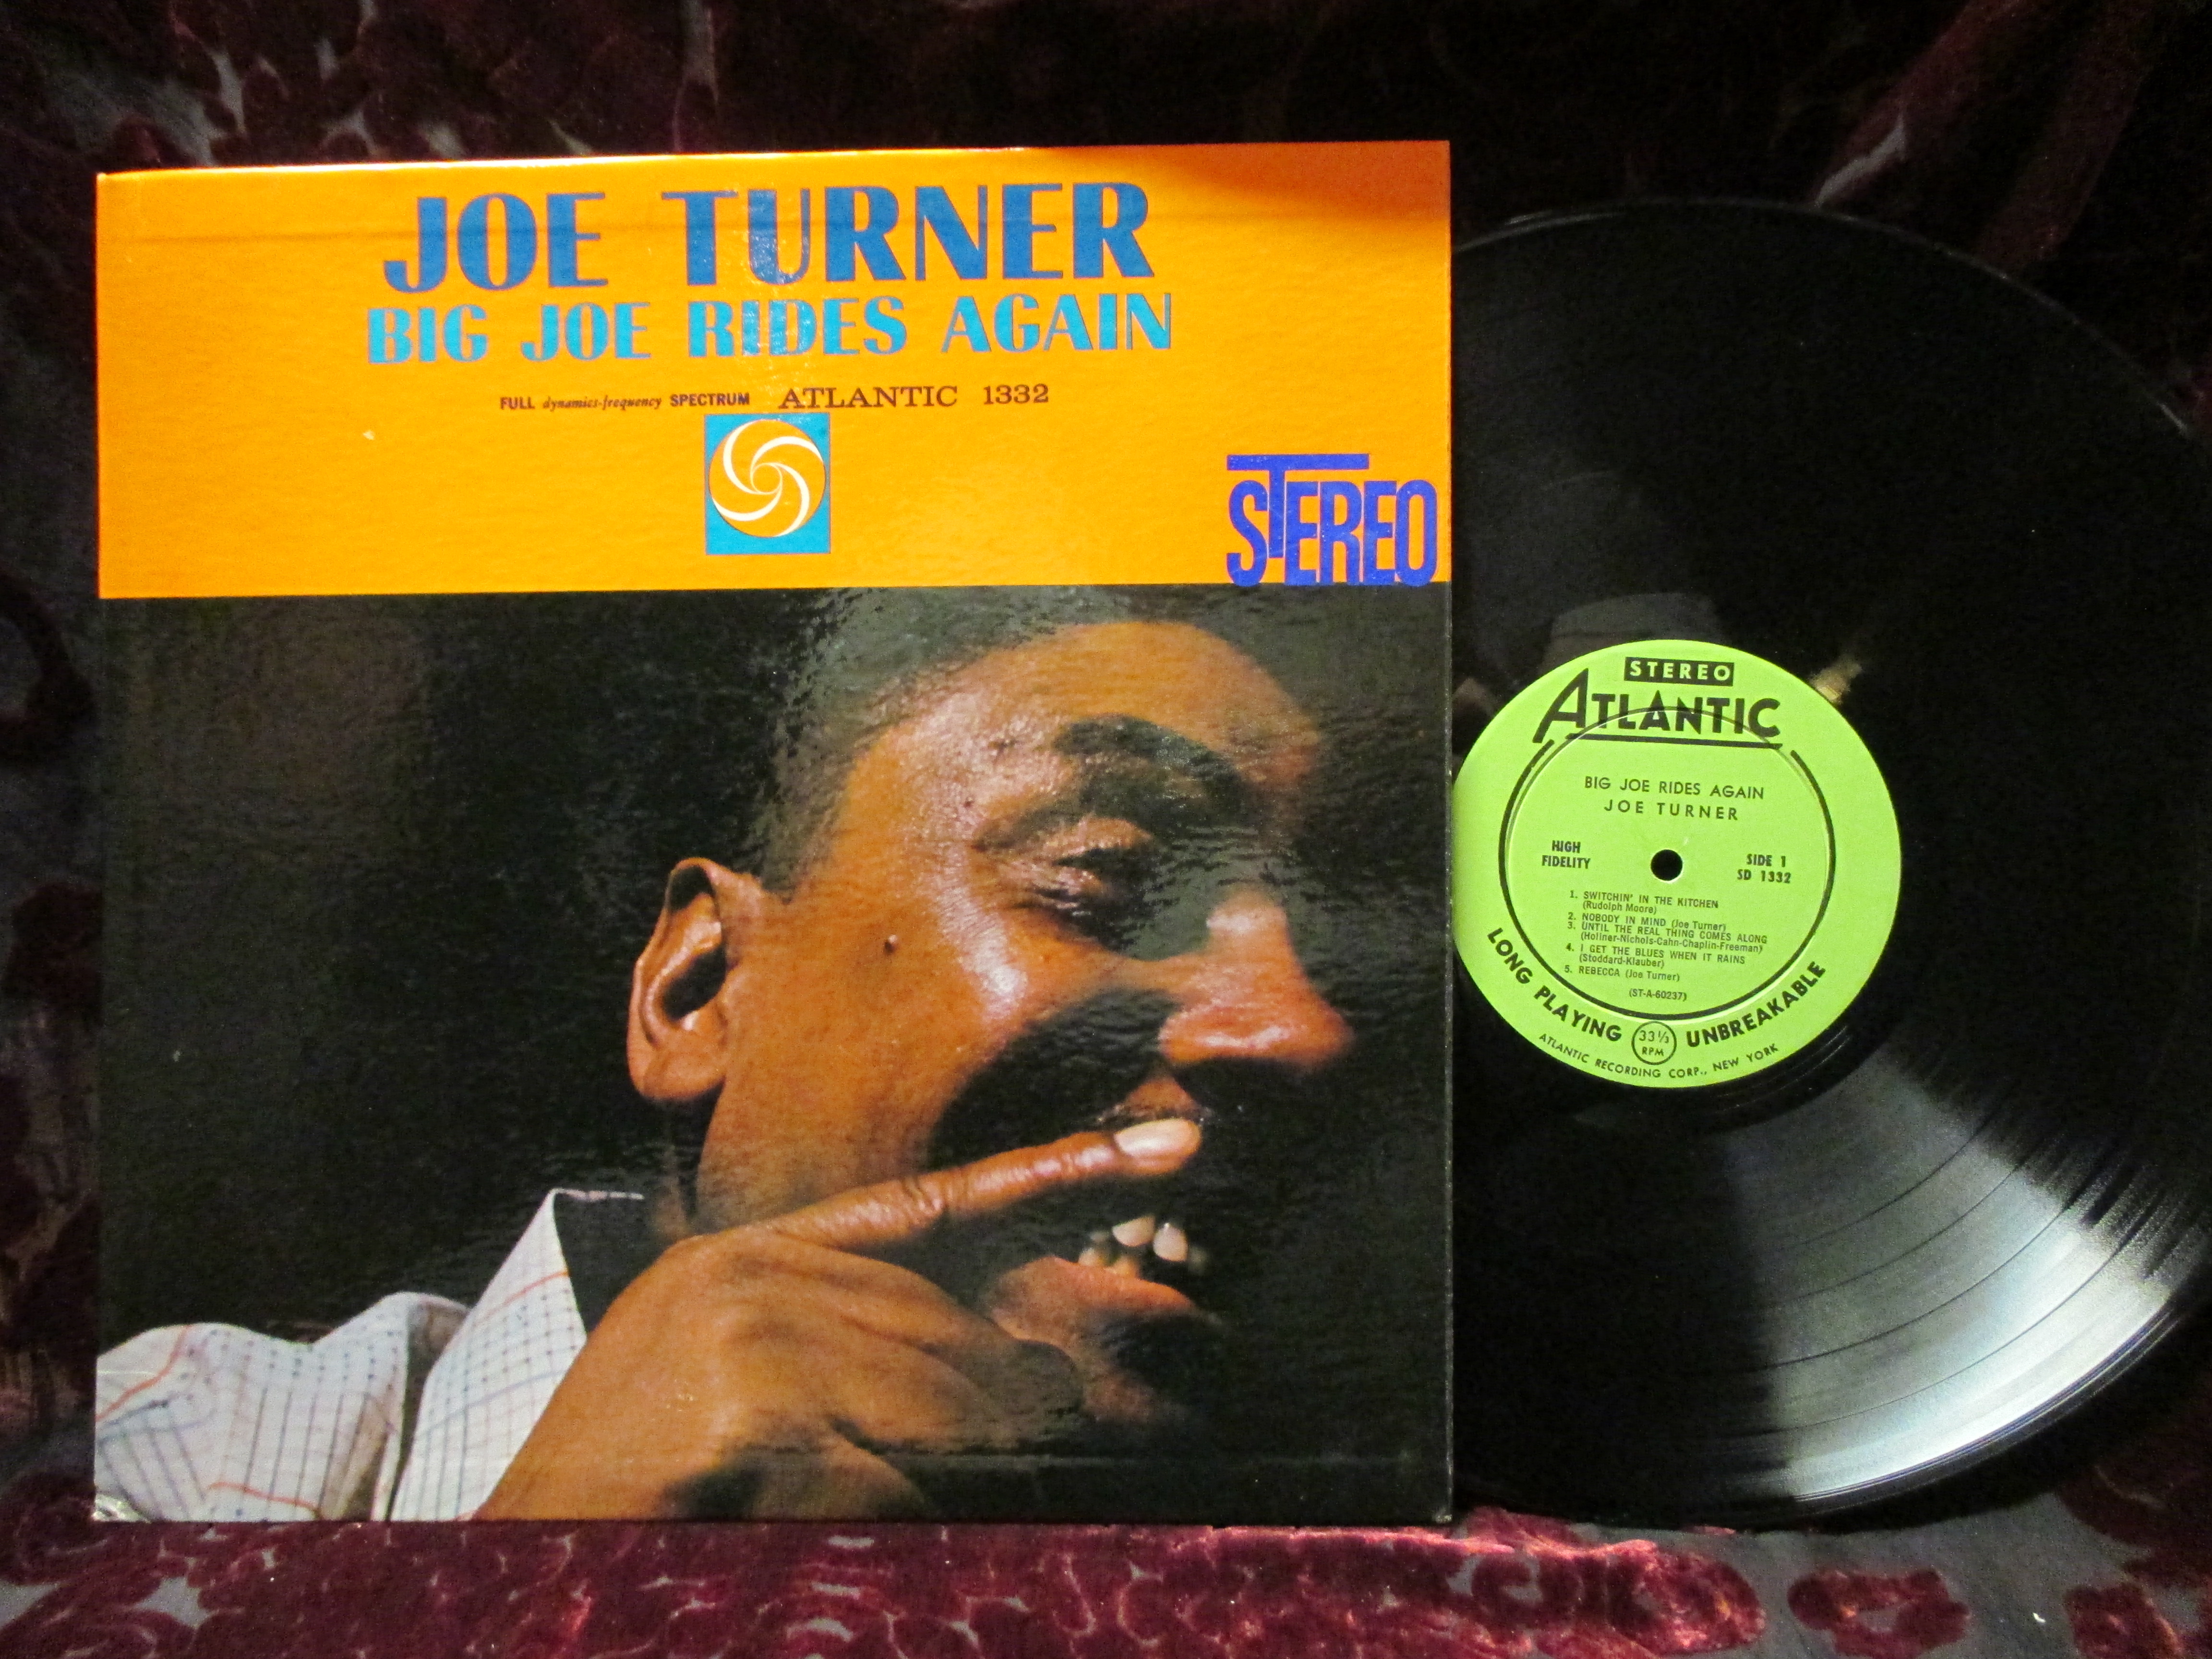 JOE TURNER
BIG JOE RIDES AGAIN
FULL dynamics-frequency SPECTRUM ATLANTIC 1332
STEREO
STEREO
ATLANTIC
BIG JOE RIDES AGAIN
JOE TURNER
HIGH
FIDELITY
SIDE 1
SD 1332
1. SWITCHIN' IN THE KITCHEN
(Rudolph Moore)
2. NOBODY IN MIND (Joe Turner)
3. UNTIL THE REAL THING COMES ALONG
(Holiner-Nichols-Cahn-Chaplin-Freeman)
4. I GET THE BLUES WHEN IT RAINS
(Stoddard-Klauber)
5. REBECCA (Joe Turner)
(ST-A-60237)
LONG PLAYING 33⅓ RPM UNBREAKABLE
ATLANTIC RECORDING CORP., NEW YORK